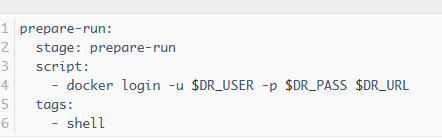 1 prepare-run:
2   stage: prepare-run
3   script:
4     - docker login -u $DR_USER -p $DR_PASS $DR_URL
5   tags:
6     - shell